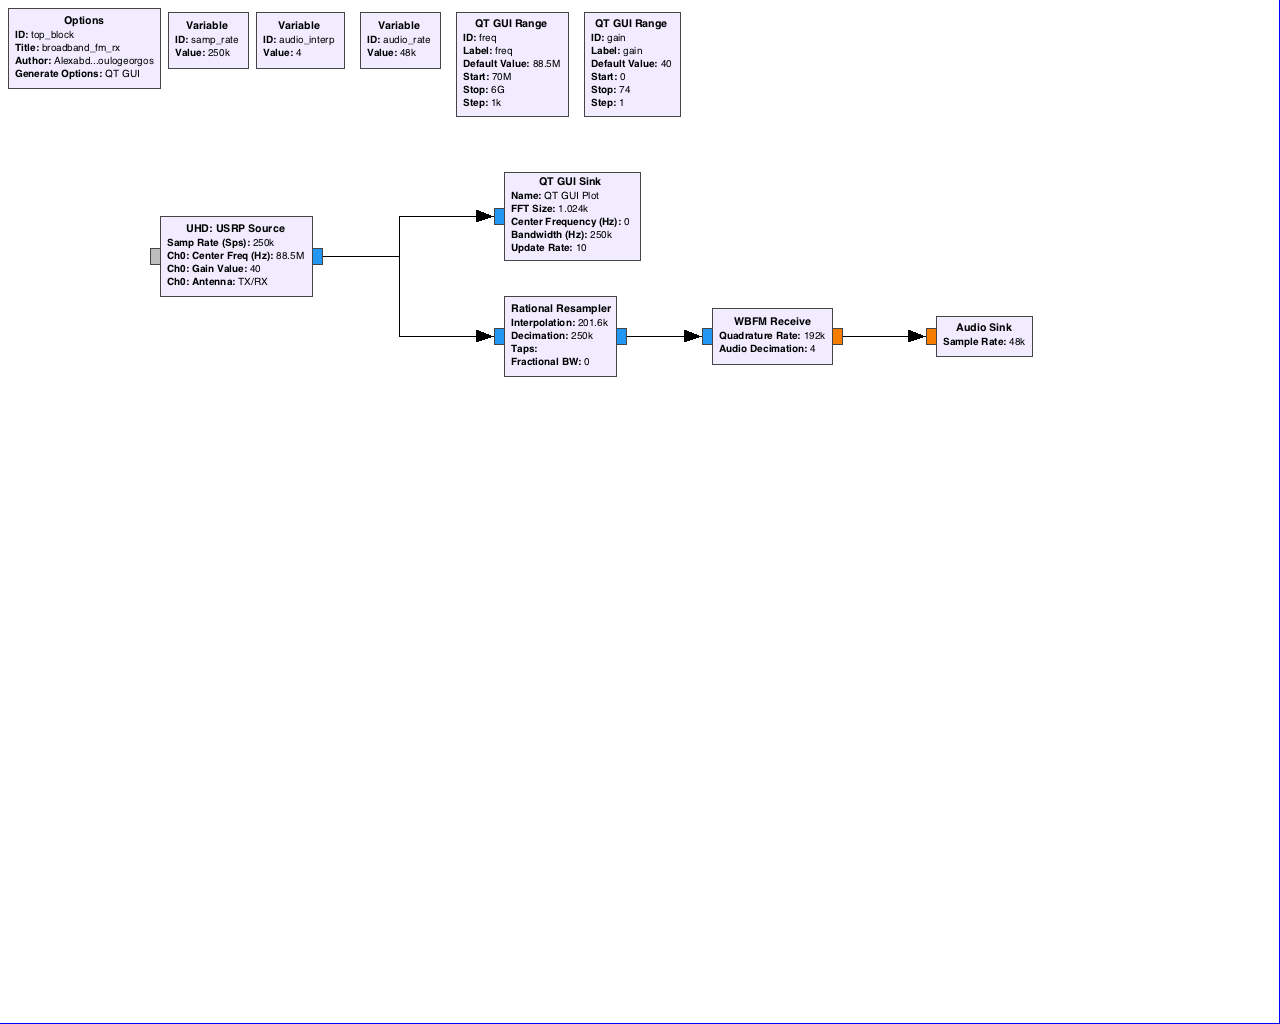 Options
ID: top_block
Title: broadband_fm_rx
Author: Alexabd...oulogeorgos
Generate Options: QT GUI
Variable
ID: samp_rate
Value: 250k
Variable
ID: audio_interp
Value: 4
Variable
ID: audio_rate
Value: 48k
QT GUI Range
ID: freq
Label: freq
Default Value: 88.5M
Start: 70M
Stop: 6G
Step: 1k
QT GUI Range
ID: gain
Label: gain
Default Value: 40
Start: 0
Stop: 74
Step: 1
UHD: USRP Source
Samp Rate (Sps): 250k
Ch0: Center Freq (Hz): 88.5M
Ch0: Gain Value: 40
Ch0: Antenna: TX/RX
QT GUI Sink
Name: QT GUI Plot
FFT Size: 1.024k
Center Frequency (Hz): 0
Bandwidth (Hz): 250k
Update Rate: 10
Rational Resampler
Interpolation: 201.6k
Decimation: 250k
Taps:
Fractional BW: 0
WBFM Receive
Quadrature Rate: 192k
Audio Decimation: 4
Audio Sink
Sample Rate: 48k